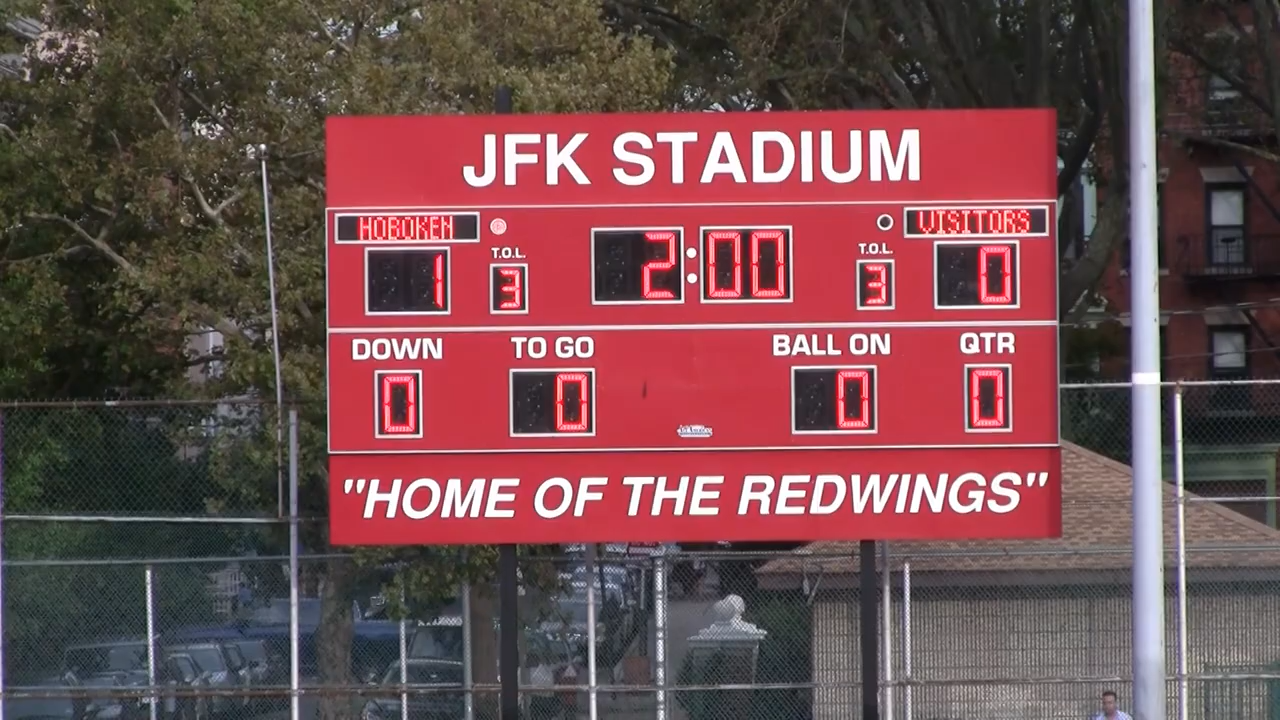 JFK STADIUM
HOBOKEN VISITORS
T.O.L. T.O.L.
1 3 2:00 3 0
DOWN TO GO BALL ON QTR
0 0 0 0
"HOME OF THE REDWINGS"